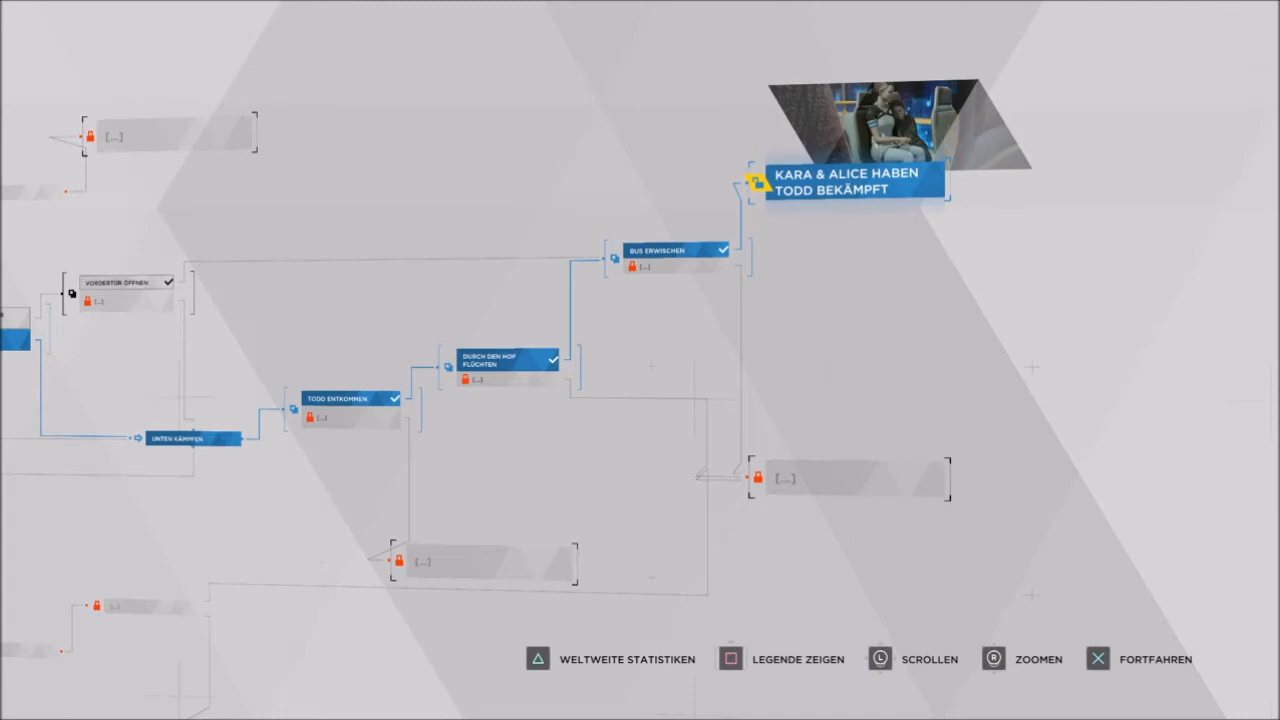 [...]
KARA & ALICE HABEN
TODD BEKÄMPFT
BUS ERWISCHEN
[...]
VORDERTÜR ÖFFNEN
[...]
DURCH DEN HOF
FLÜCHTEN
[...]
TODD ENTKOMMEN
[...]
UNTEN KÄMPFEN
[...]
[...]
[...]
WELTWEITE STATISTIKEN
LEGENDE ZEIGEN
L SCROLLEN
R ZOOMEN
FORTFAHREN